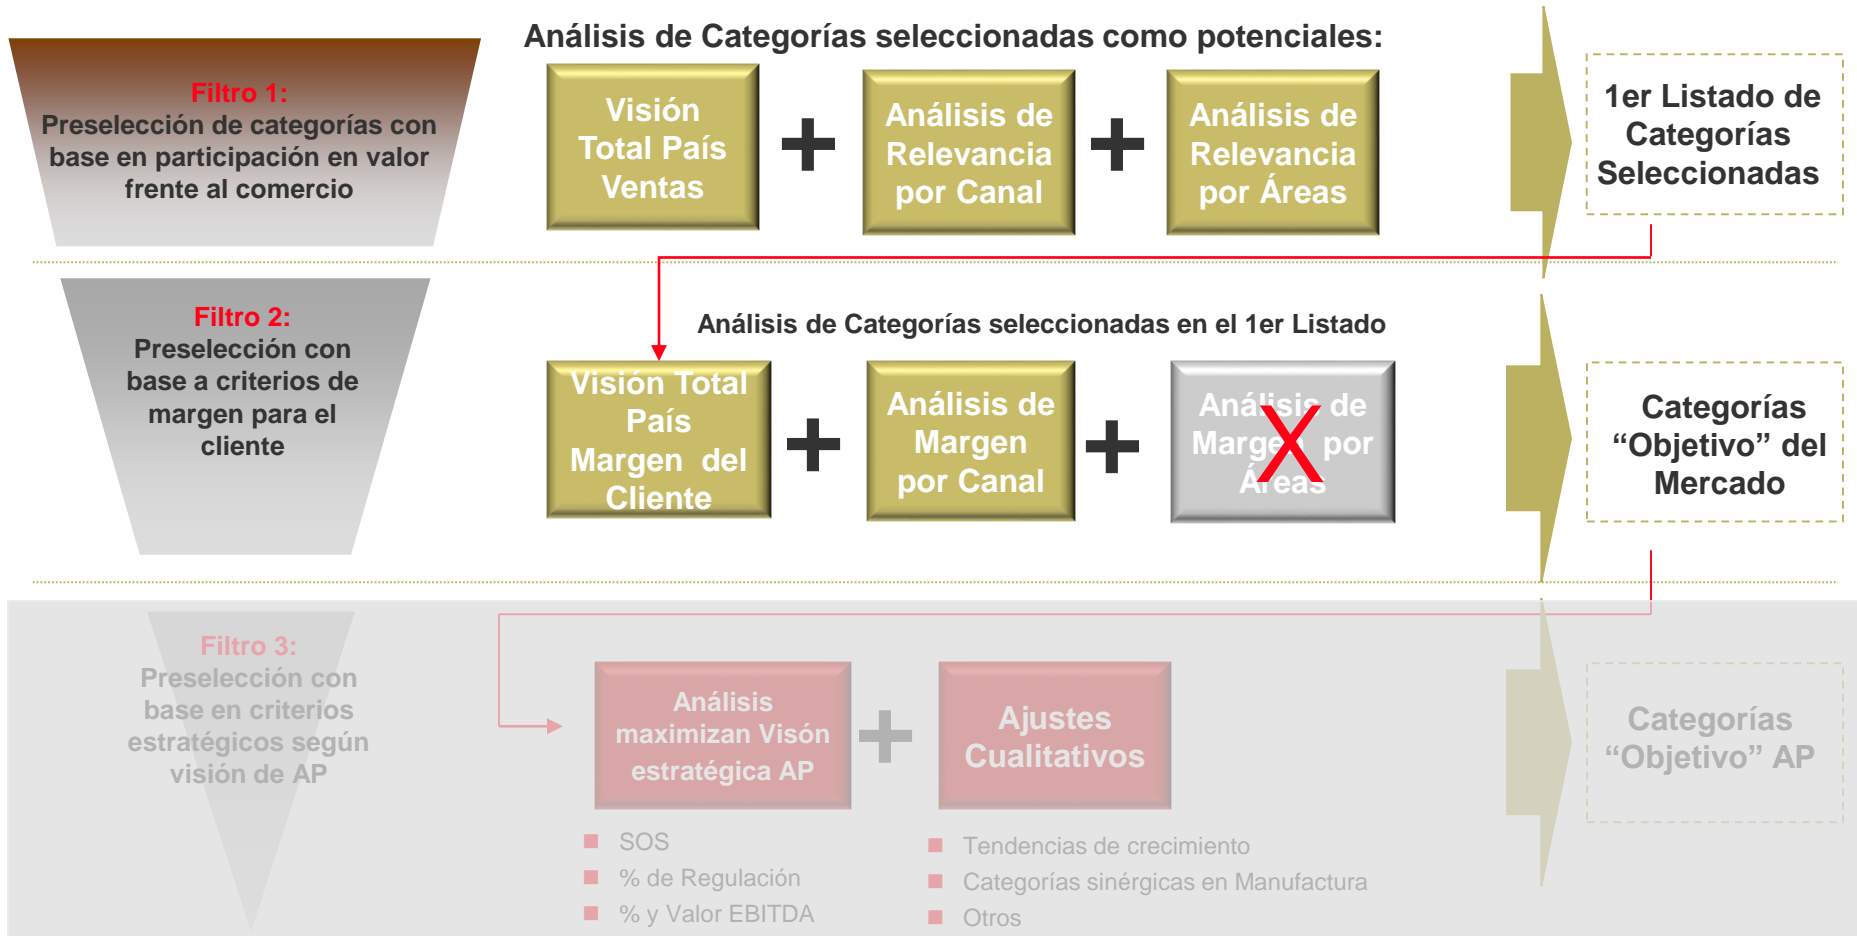 Análisis de Categorías seleccionadas como potenciales:
Filtro 1:
Preselección de categorías con
base en participación en valor
frente al comercio
Visión
Total País
Ventas
+
Análisis de
Relevancia
por Canal
+
Análisis de
Relevancia
por Áreas
1er Listado de
Categorías
Seleccionadas
Filtro 2:
Preselección con
base a criterios de
margen para el
cliente
Análisis de Categorías seleccionadas en el 1er Listado
Visión Total
País
Margen del
Cliente
+
Análisis de
Margen
por Canal
+
Análisis de
Margen por
Áreas
X
Categorías
“Objetivo” del
Mercado
Filtro 3:
Preselección con
base en criterios
estratégicos según
visión de AP
Análisis
maximizan Visón
estratégica AP
+
Ajustes
Cualitativos
Categorías
“Objetivo” AP
SOS
% de Regulación
% y Valor EBITDA
Tendencias de crecimiento
Categorías sinérgicas en Manufactura
Otros